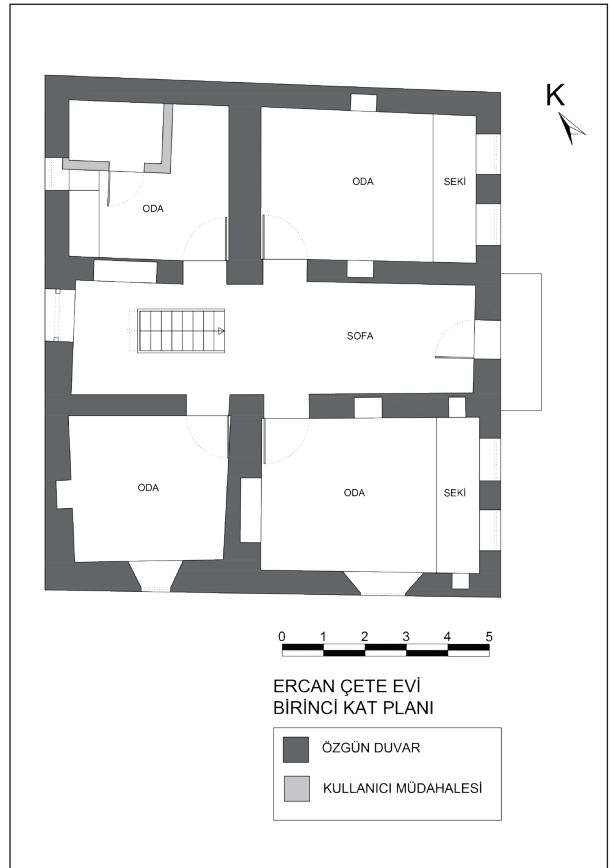 K
ODA
SEKİ
ODA
SOFA
ODA
ODA
SEKİ
0 1 2 3 4 5
ERCAN ÇETE EVİ
BİRİNCİ KAT PLANI
ÖZGÜN DUVAR
KULLANICI MÜDAHALESİ